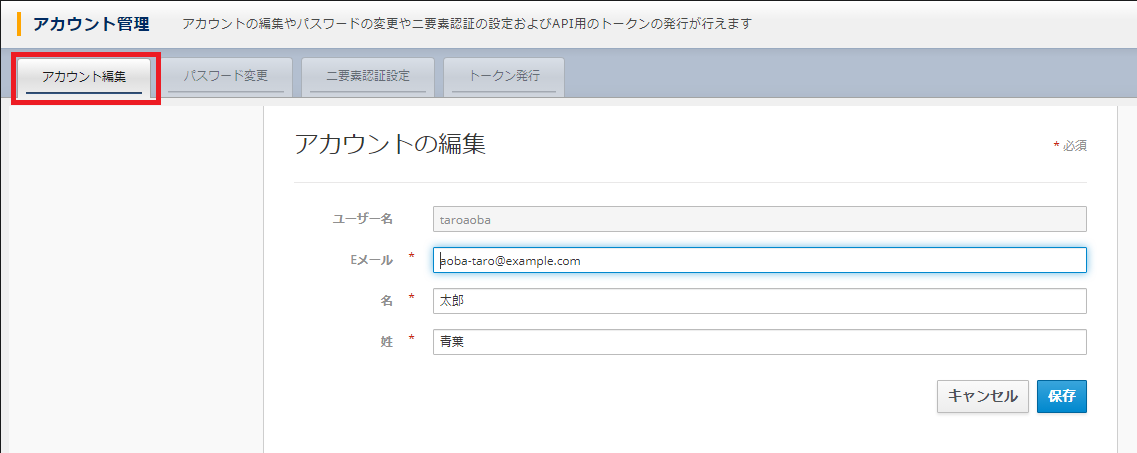 アカウント管理 アカウントの編集やパスワードの変更や二要素認証の設定およびAPI用のトークンの発行が行えます
アカウント編集 パスワード変更 二要素認証設定 トークン発行
アカウントの編集 * 必須
ユーザー名 taroaoba
Eメール * aoba-taro@example.com
名 * 太郎
姓 * 青葉
キャンセル 保存